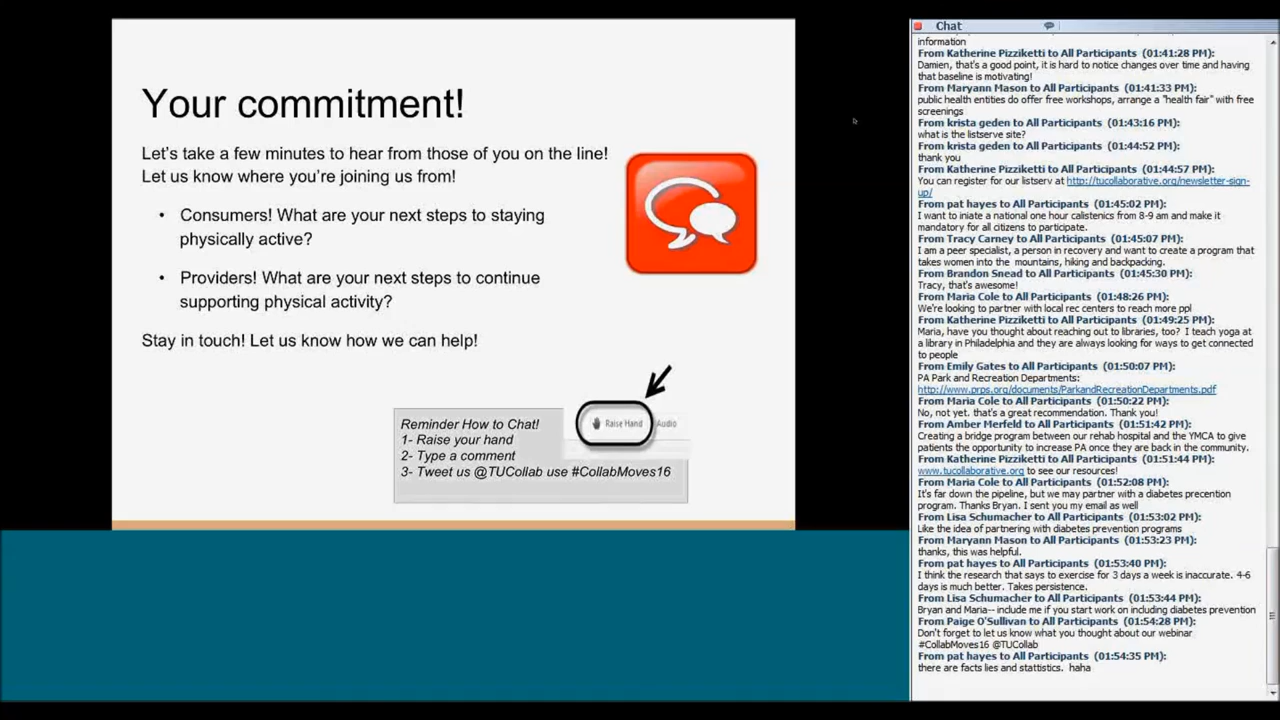 Your commitment!
Let's take a few minutes to hear from those of you on the line!
Let us know where you're joining us from!
• Consumers! What are your next steps to staying
physically active?
• Providers! What are your next steps to continue
supporting physical activity?
Stay in touch! Let us know how we can help!
Reminder How to Chat!
1- Raise your hand
2- Type a comment
3- Tweet us @TUCollab use #CollabMoves16
Raise Hand
Audio
Chat
information
From Katherine Pizziketti to All Participants (01:41:28 PM):
Damien, that's a good point, it is hard to notice changes over time and having
that baseline is motivating!
From Maryann Mason to All Participants (01:41:33 PM):
public health entities do offer free workshops, arrange a "health fair" with free
screenings
From krista geden to All Participants (01:43:16 PM):
what is the listserve site?
From krista geden to All Participants (01:44:52 PM):
thank you
From Katherine Pizziketti to All Participants (01:44:57 PM):
You can register for our listserv at http://tucollaborative.org/newsletter-sign-
up/
From pat hayes to All Participants (01:45:02 PM):
I want to iniate a national one hour calistenics from 8-9 am and make it
mandatory for all citizens to participate.
From Tracy Carney to All Participants (01:45:07 PM):
I am a peer specialist, a person in recovery and want to create a program that
takes women into the mountains, hiking and backpacking.
From Brandon Snead to All Participants (01:45:30 PM):
Tracy, that's awesome!
From Maria Cole to All Participants (01:48:26 PM):
We're looking to partner with local rec centers to reach more ppl
From Katherine Pizziketti to All Participants (01:49:25 PM):
Maria, have you thought about reaching out to libraries, too? I teach yoga at
a library in Philadelphia and they are always looking for ways to get connected
to people
From Emily Gates to All Participants (01:50:07 PM):
PA Park and Recreation Departments:
http://www.prps.org/documents/ParkandRecreationDepartments.pdf
From Maria Cole to All Participants (01:50:22 PM):
No, not yet. that's a great recommendation. Thank you!
From Amber Merfeld to All Participants (01:51:42 PM):
Creating a bridge program between our rehab hospital and the YMCA to give
patients the opportunity to increase PA once they are back in the community.
From Katherine Pizziketti to All Participants (01:51:44 PM):
www.tucollaborative.org to see our resources!
From Maria Cole to All Participants (01:52:08 PM):
It's far down the pipeline, but we may partner with a diabetes precention
program. Thanks Bryan. I sent you my email as well
From Lisa Schumacher to All Participants (01:53:02 PM):
Like the idea of partnering with diabetes prevention programs
From Maryann Mason to All Participants (01:53:23 PM):
thanks, this was helpful.
From pat hayes to All Participants (01:53:40 PM):
I think the research that says to exercise for 3 days a week is inaccurate. 4-6
days is much better. Takes persistence.
From Lisa Schumacher to All Participants (01:53:44 PM):
Bryan and Maria-- include me if you start work on including diabetes prevention
From Paige O'Sullivan to All Participants (01:54:28 PM):
Don't forget to let us know what you thought about our webinar
#CollabMoves16 @TUCollab
From pat hayes to All Participants (01:54:35 PM):
there are facts lies and stattistics. haha